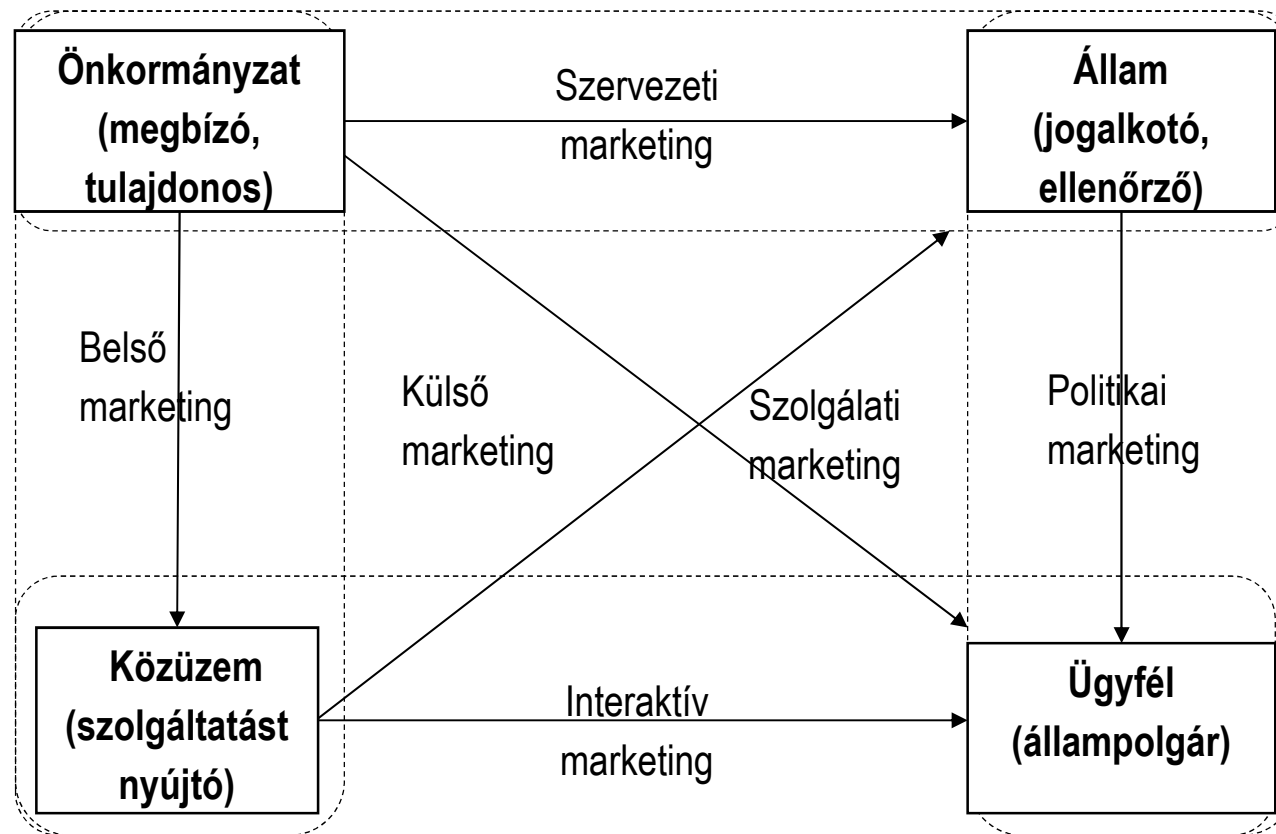 Önkormányzat
(megbízó,
tulajdonos)
Szervezeti
marketing
Állam
(jogalkotó,
ellenőrző)
Belső
marketing
Külső
marketing
Szolgálati
marketing
Politikai
marketing
Közüzem
(szolgáltatást
nyújtó)
Interaktív
marketing
Ügyfél
(állampolgár)